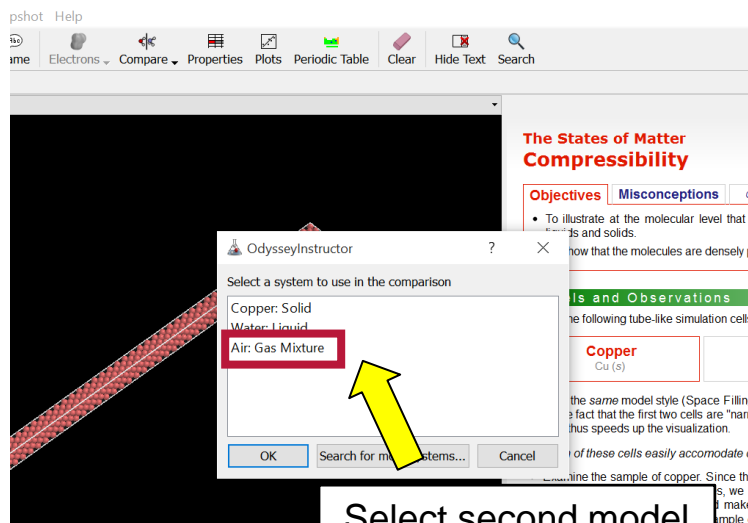 pshot Help
ame Electrons Compare Properties Plots Periodic Table Clear Hide Text Search
The States of Matter
Compressibility
Objectives Misconceptions
• To illustrate at the molecular level that
liquids and solids.
how that the molecules are densely
OdysseyInstructor ? ×
Select a system to use in the comparison
Copper: Solid
Water: Liquid
Air: Gas Mixture
ls and Observations
he following tube-like simulation cells
Copper
Cu (s)
the same model style (Space Fillin
fact that the first two cells are "nar
thus speeds up the visualization.
of these cells easily accomodate
OK Search for mo stems... Cancel
Examine the sample of copper. Since th
s, we
make
ample
Select second model